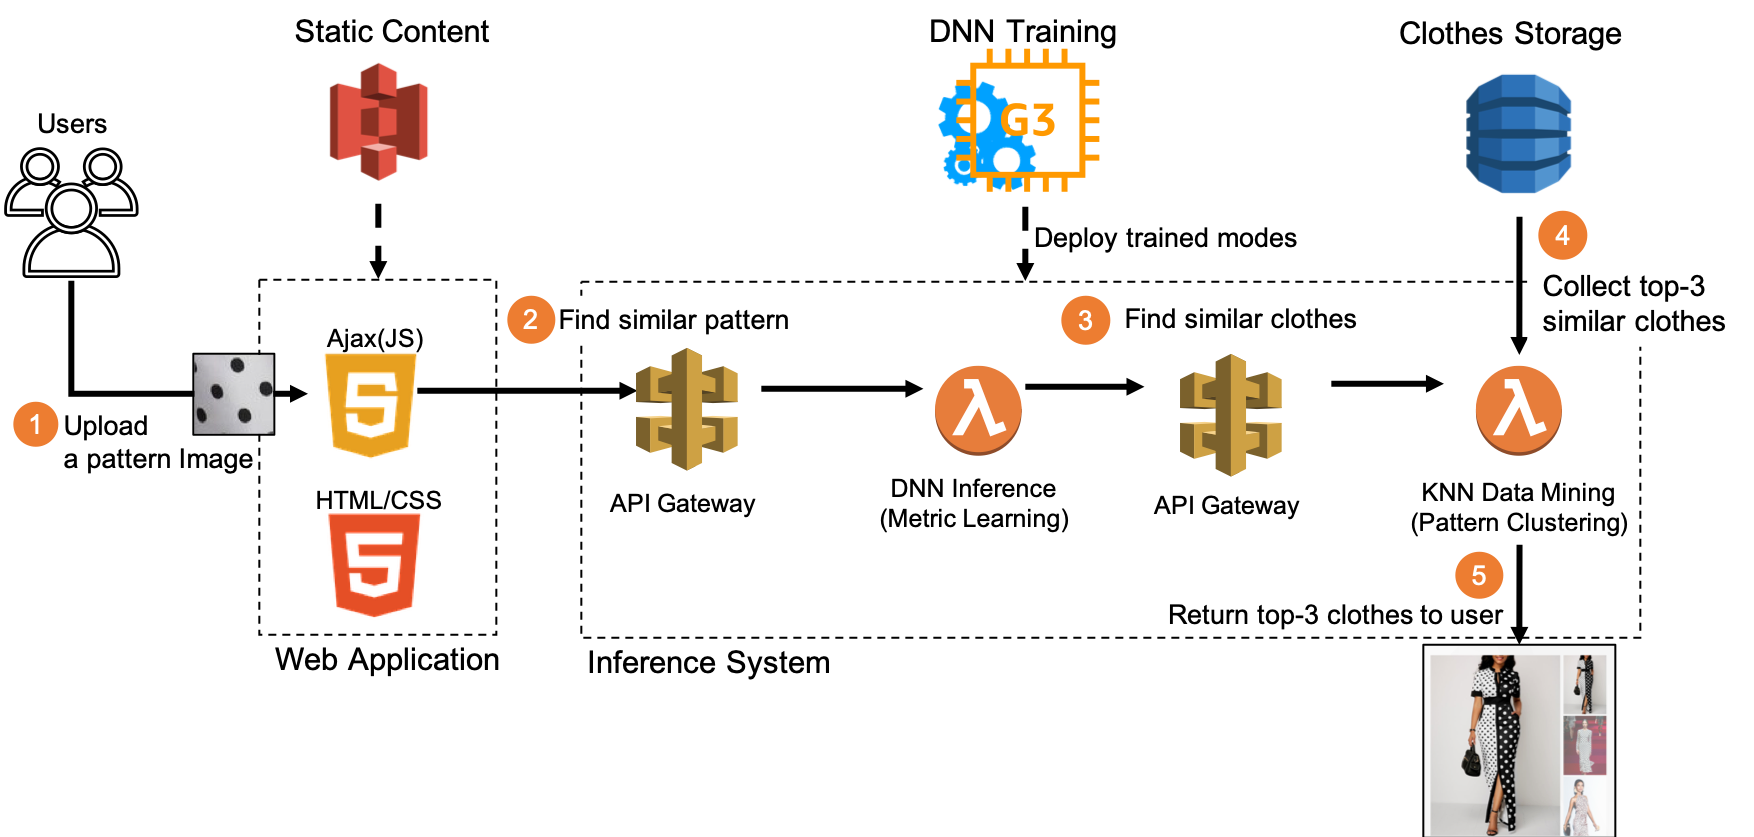 Static Content
DNN Training
Clothes Storage
Users
G3
Deploy trained modes
4
Collect top-3
similar clothes
2
Find similar pattern
3
Find similar clothes
Ajax(JS)
1
Upload
a pattern Image
HTML/CSS
API Gateway
DNN Inference
(Metric Learning)
API Gateway
KNN Data Mining
(Pattern Clustering)
5
Return top-3 clothes to user
Web Application
Inference System